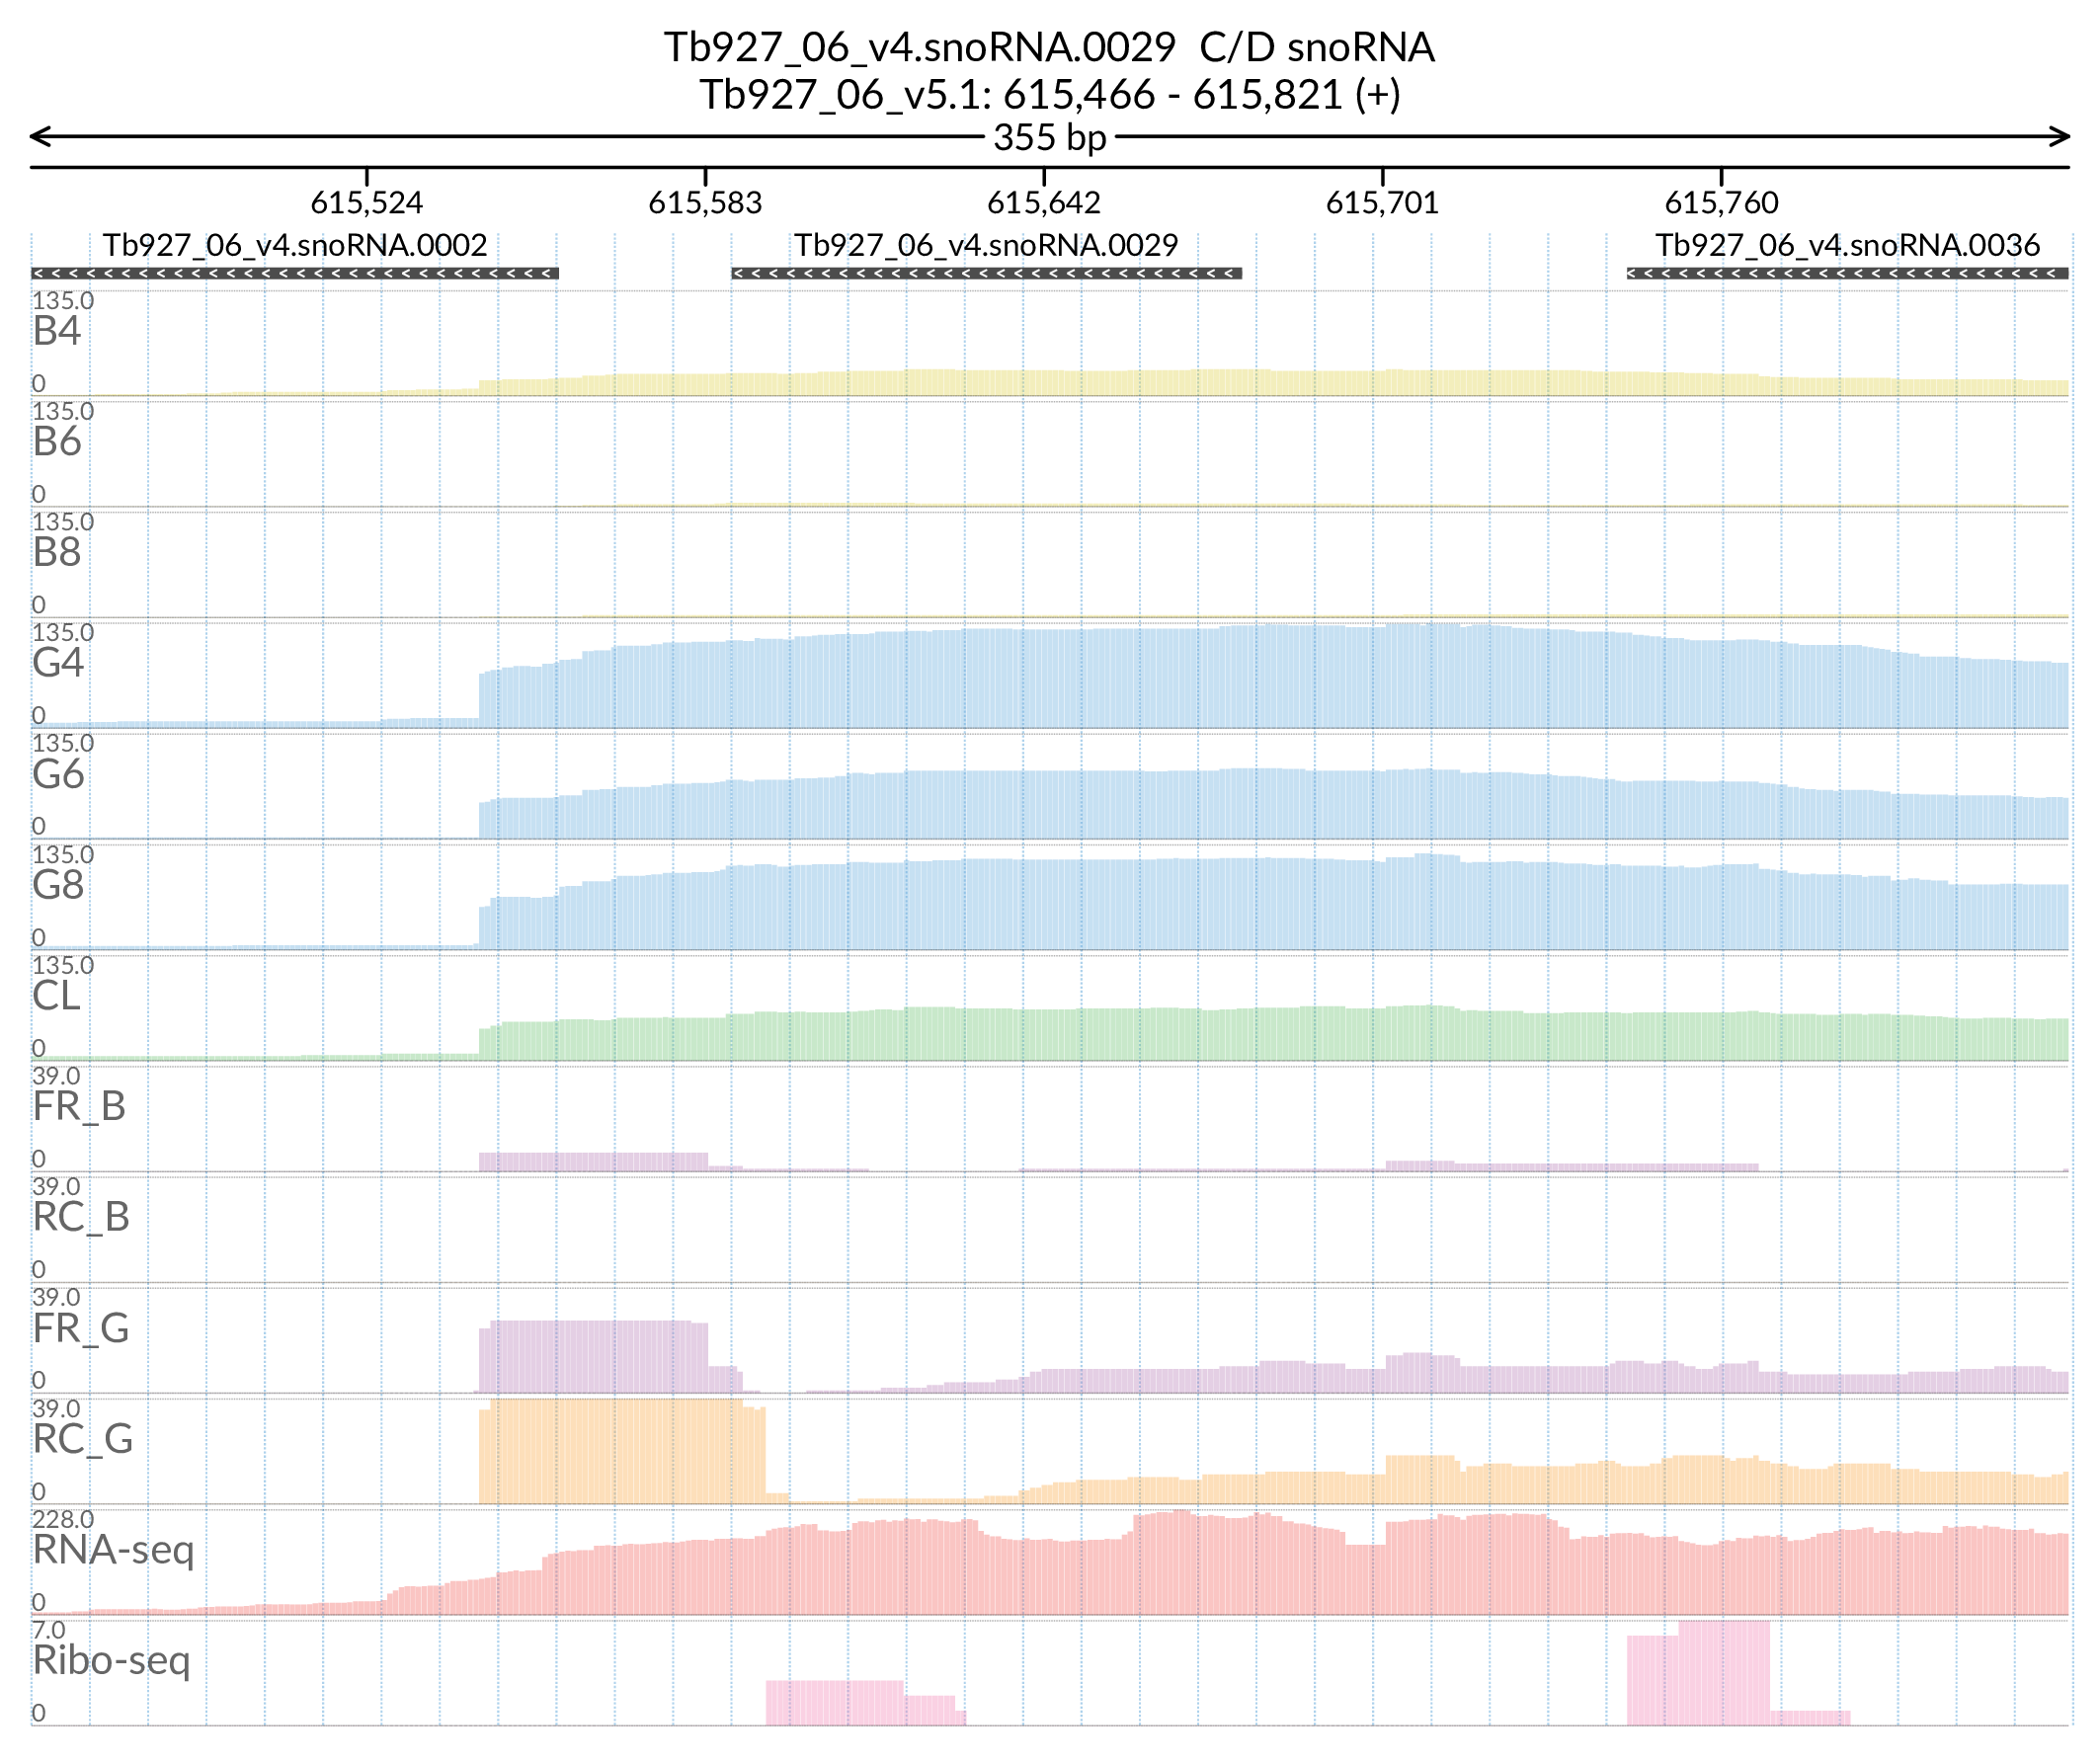 Tb927_06_v4.snoRNA.0029 C/D snoRNA
Tb927_06_v5.1: 615,466 - 615,821 (+)
355 bp
615,524 615,583 615,642 615,701 615,760
Tb927_06_v4.snoRNA.0002 Tb927_06_v4.snoRNA.0029 Tb927_06_v4.snoRNA.0036
135.0
B4
0
135.0
B6
0
135.0
B8
0
135.0
G4
0
135.0
G6
0
135.0
G8
0
135.0
CL
0
39.0
FR_B
0
39.0
RC_B
0
39.0
FR_G
0
39.0
RC_G
0
228.0
RNA-seq
0
7.0
Ribo-seq
0